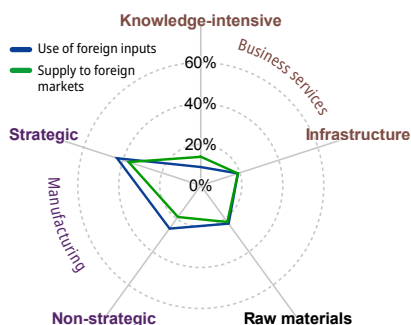 Knowledge-intensive
Use of foreign inputs
Supply to foreign
markets
60%
Business services
40%
20%
Strategic
Infrastructure
0%
Manufacturing
Non-strategic
Raw materials